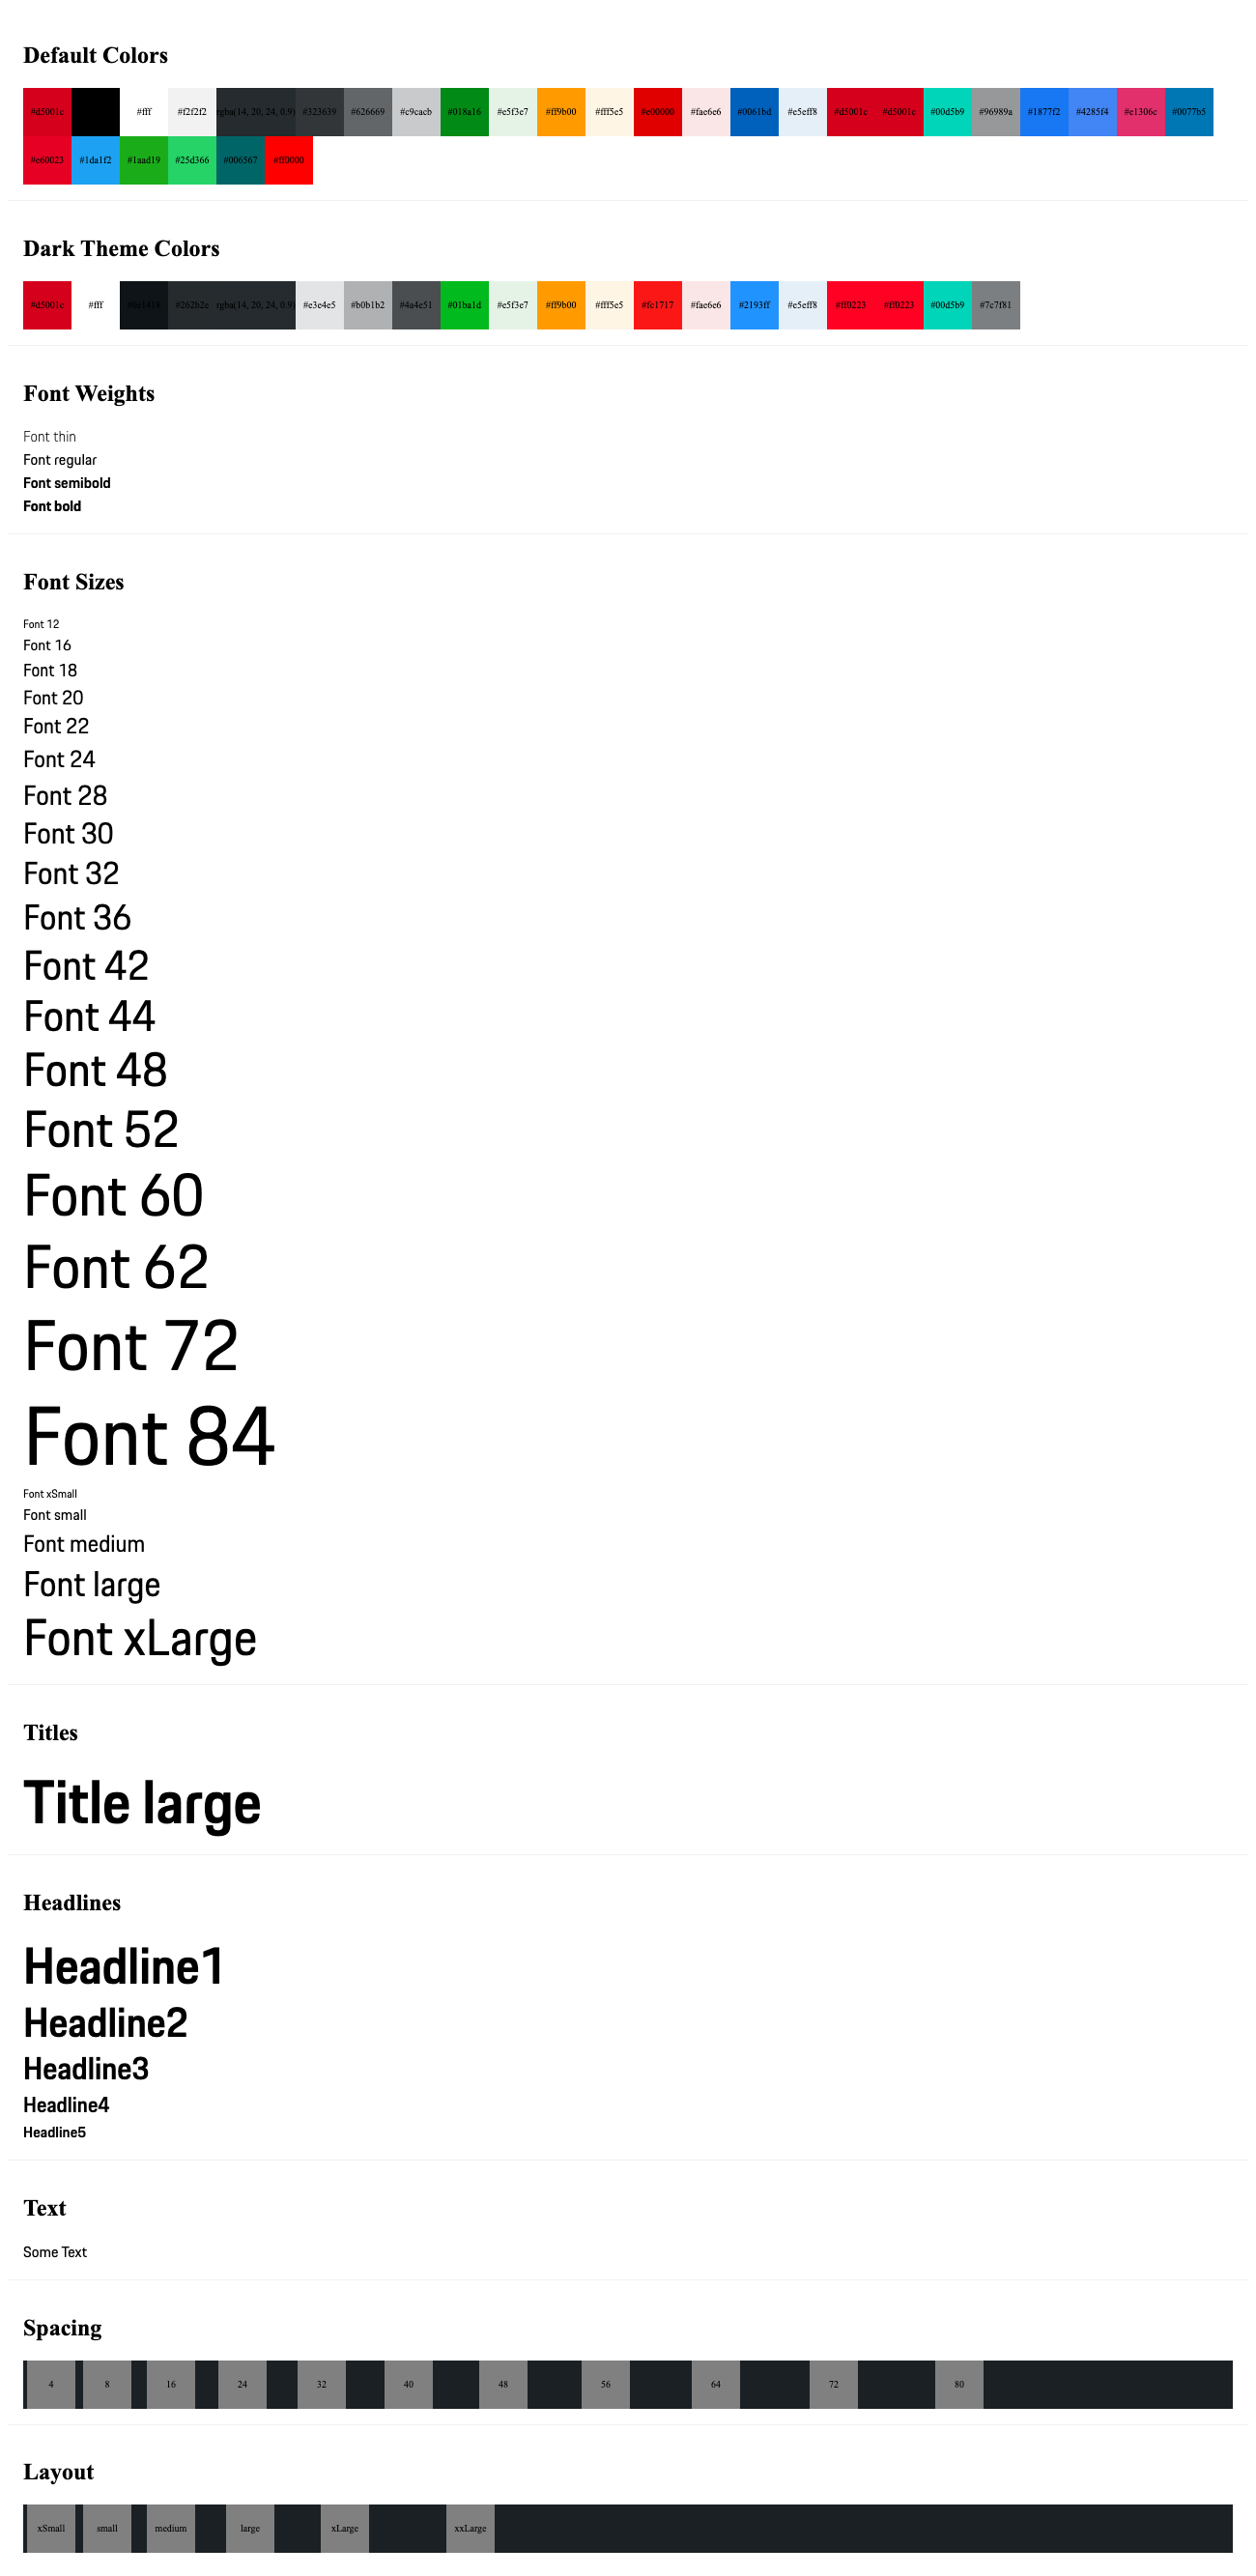 Default Colors
#d5001c #fff #f2f2f2 rgba(14, 20, 24, 0.9) #323639 #626669 #c9cacb #018a16 #e5f3e7 #ff9b00 #fff5e5 #e00000 #fae6e6 #0061bd #e5eff8 #d5001c #d5001c #00d5b9 #96989a #1877f2 #4285f4 #e1306c #0077b5
#e60023 #1da1f2 #1aad19 #25d366 #006567 #ff0000
Dark Theme Colors
#d5001c #fff #0e1418 #262b2e rgba(14, 20, 24, 0.9) #e3e4e5 #b0b1b2 #4a4e51 #01ba1d #e5f3e7 #ff9b00 #fff5e5 #fc1717 #fae6e6 #2193ff #e5eff8 #ff0223 #ff0223 #00d5b9 #7c7f81
Font Weights
Font thin
Font regular
Font semibold
Font bold
Font Sizes
Font 12
Font 16
Font 18
Font 20
Font 22
Font 24
Font 28
Font 30
Font 32
Font 36
Font 42
Font 44
Font 48
Font 52
Font 60
Font 62
Font 72
Font 84
Font xSmall
Font small
Font medium
Font large
Font xLarge
Titles
Title large
Headlines
Headline1
Headline2
Headline3
Headline4
Headline5
Text
Some Text
Spacing
4 8 16 24 32 40 48 56 64 72 80
Layout
xSmall small medium large xLarge xxLarge